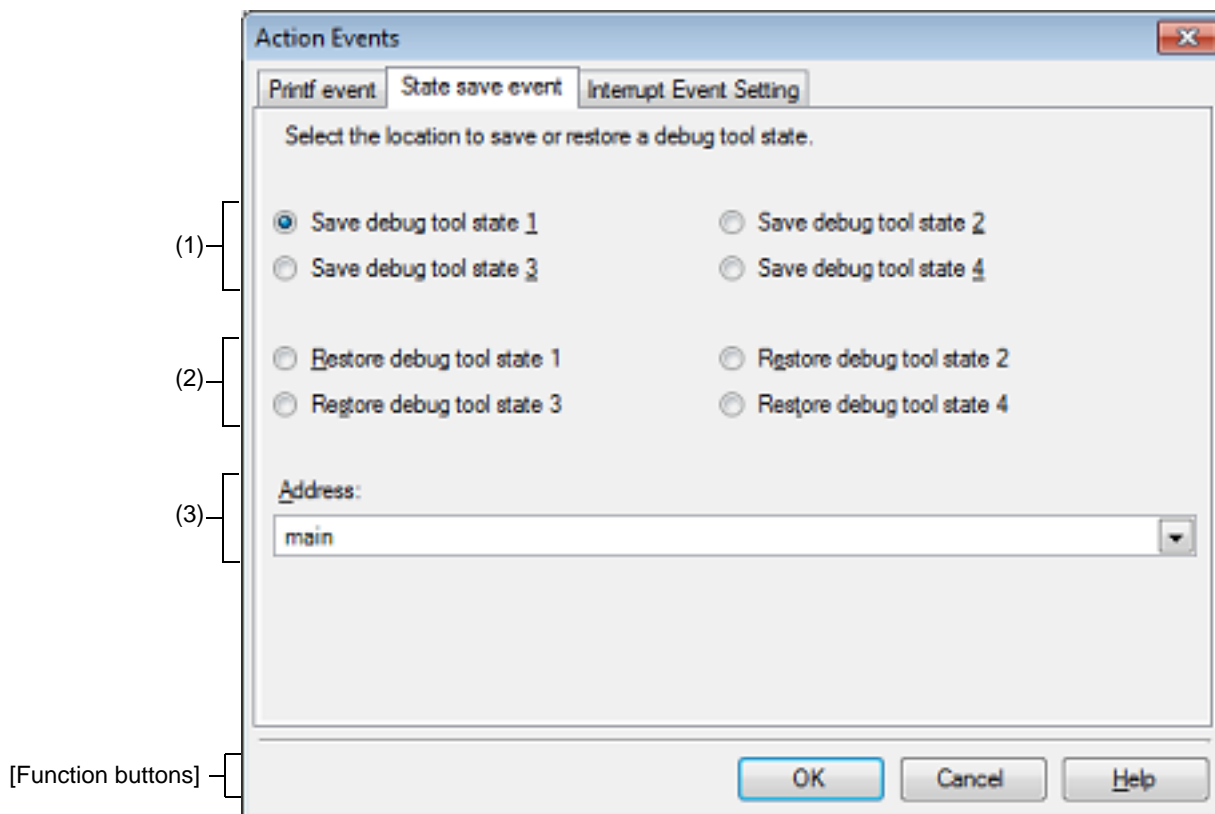 Action Events
Printf event State save event Interrupt Event Setting
Select the location to save or restore a debug tool state.
(1)
Save debug tool state 1 Save debug tool state 2
Save debug tool state 3 Save debug tool state 4
(2)
Restore debug tool state 1 Restore debug tool state 2
Restore debug tool state 3 Restore debug tool state 4
(3)
Address:
main
[Function buttons]
OK Cancel Help